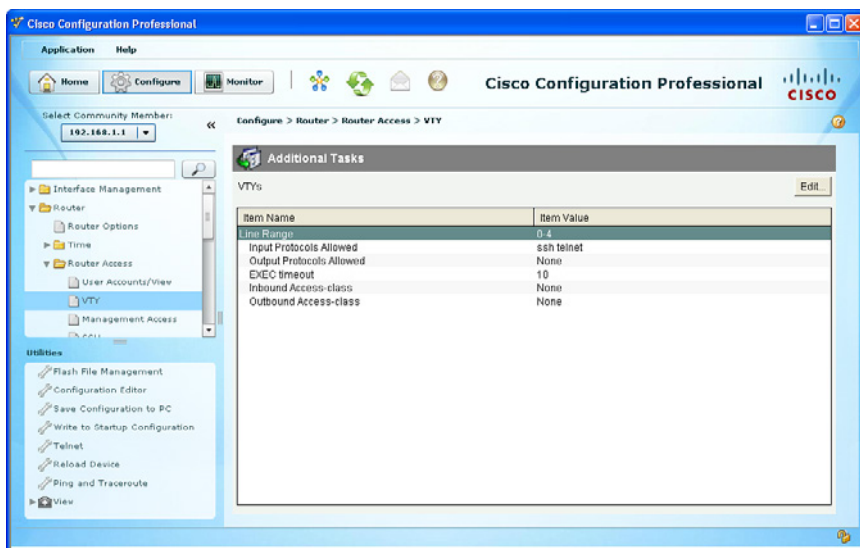 Cisco Configuration Professional
Application Help
Home Configure Monitor Cisco Configuration Professional
CISCO
Select Community Member:
192.168.1.1
«
Configure > Router > Router Access > VTY
Additional Tasks
VTYs Edit...
Interface Management
Router
Router Options
Time
Router Access
User Accounts/View
VTY
Management Access
Item Name Item Value
Line Range 0-4
Input Protocols Allowed ssh telnet
Output Protocols Allowed None
EXEC timeout 10
Inbound Access-class None
Outbound Access-class None
Utilities
Flash File Management
Configuration Editor
Save Configuration to PC
Write to Startup Configuration
Telnet
Reload Device
Ping and Traceroute
View